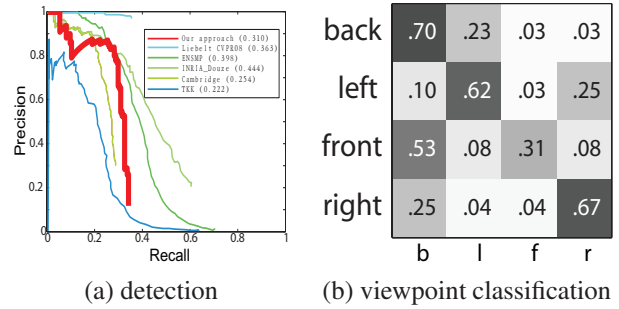 1
0.8
0.6
0.4
0.2
0
0.2
0.4
0.6
0.8
1
Precision
Recall
Our approach (0.310)
Liebelt CVPR08 (0.363)
ENSMP (0.398)
INRIA_Douze (0.444)
Cambridge (0.254)
TKK (0.222)
(a) detection
back .70 .23 .03 .03
left .10 .62 .03 .25
front .53 .08 .31 .08
right .25 .04 .04 .67
b l f r
(b) viewpoint classification